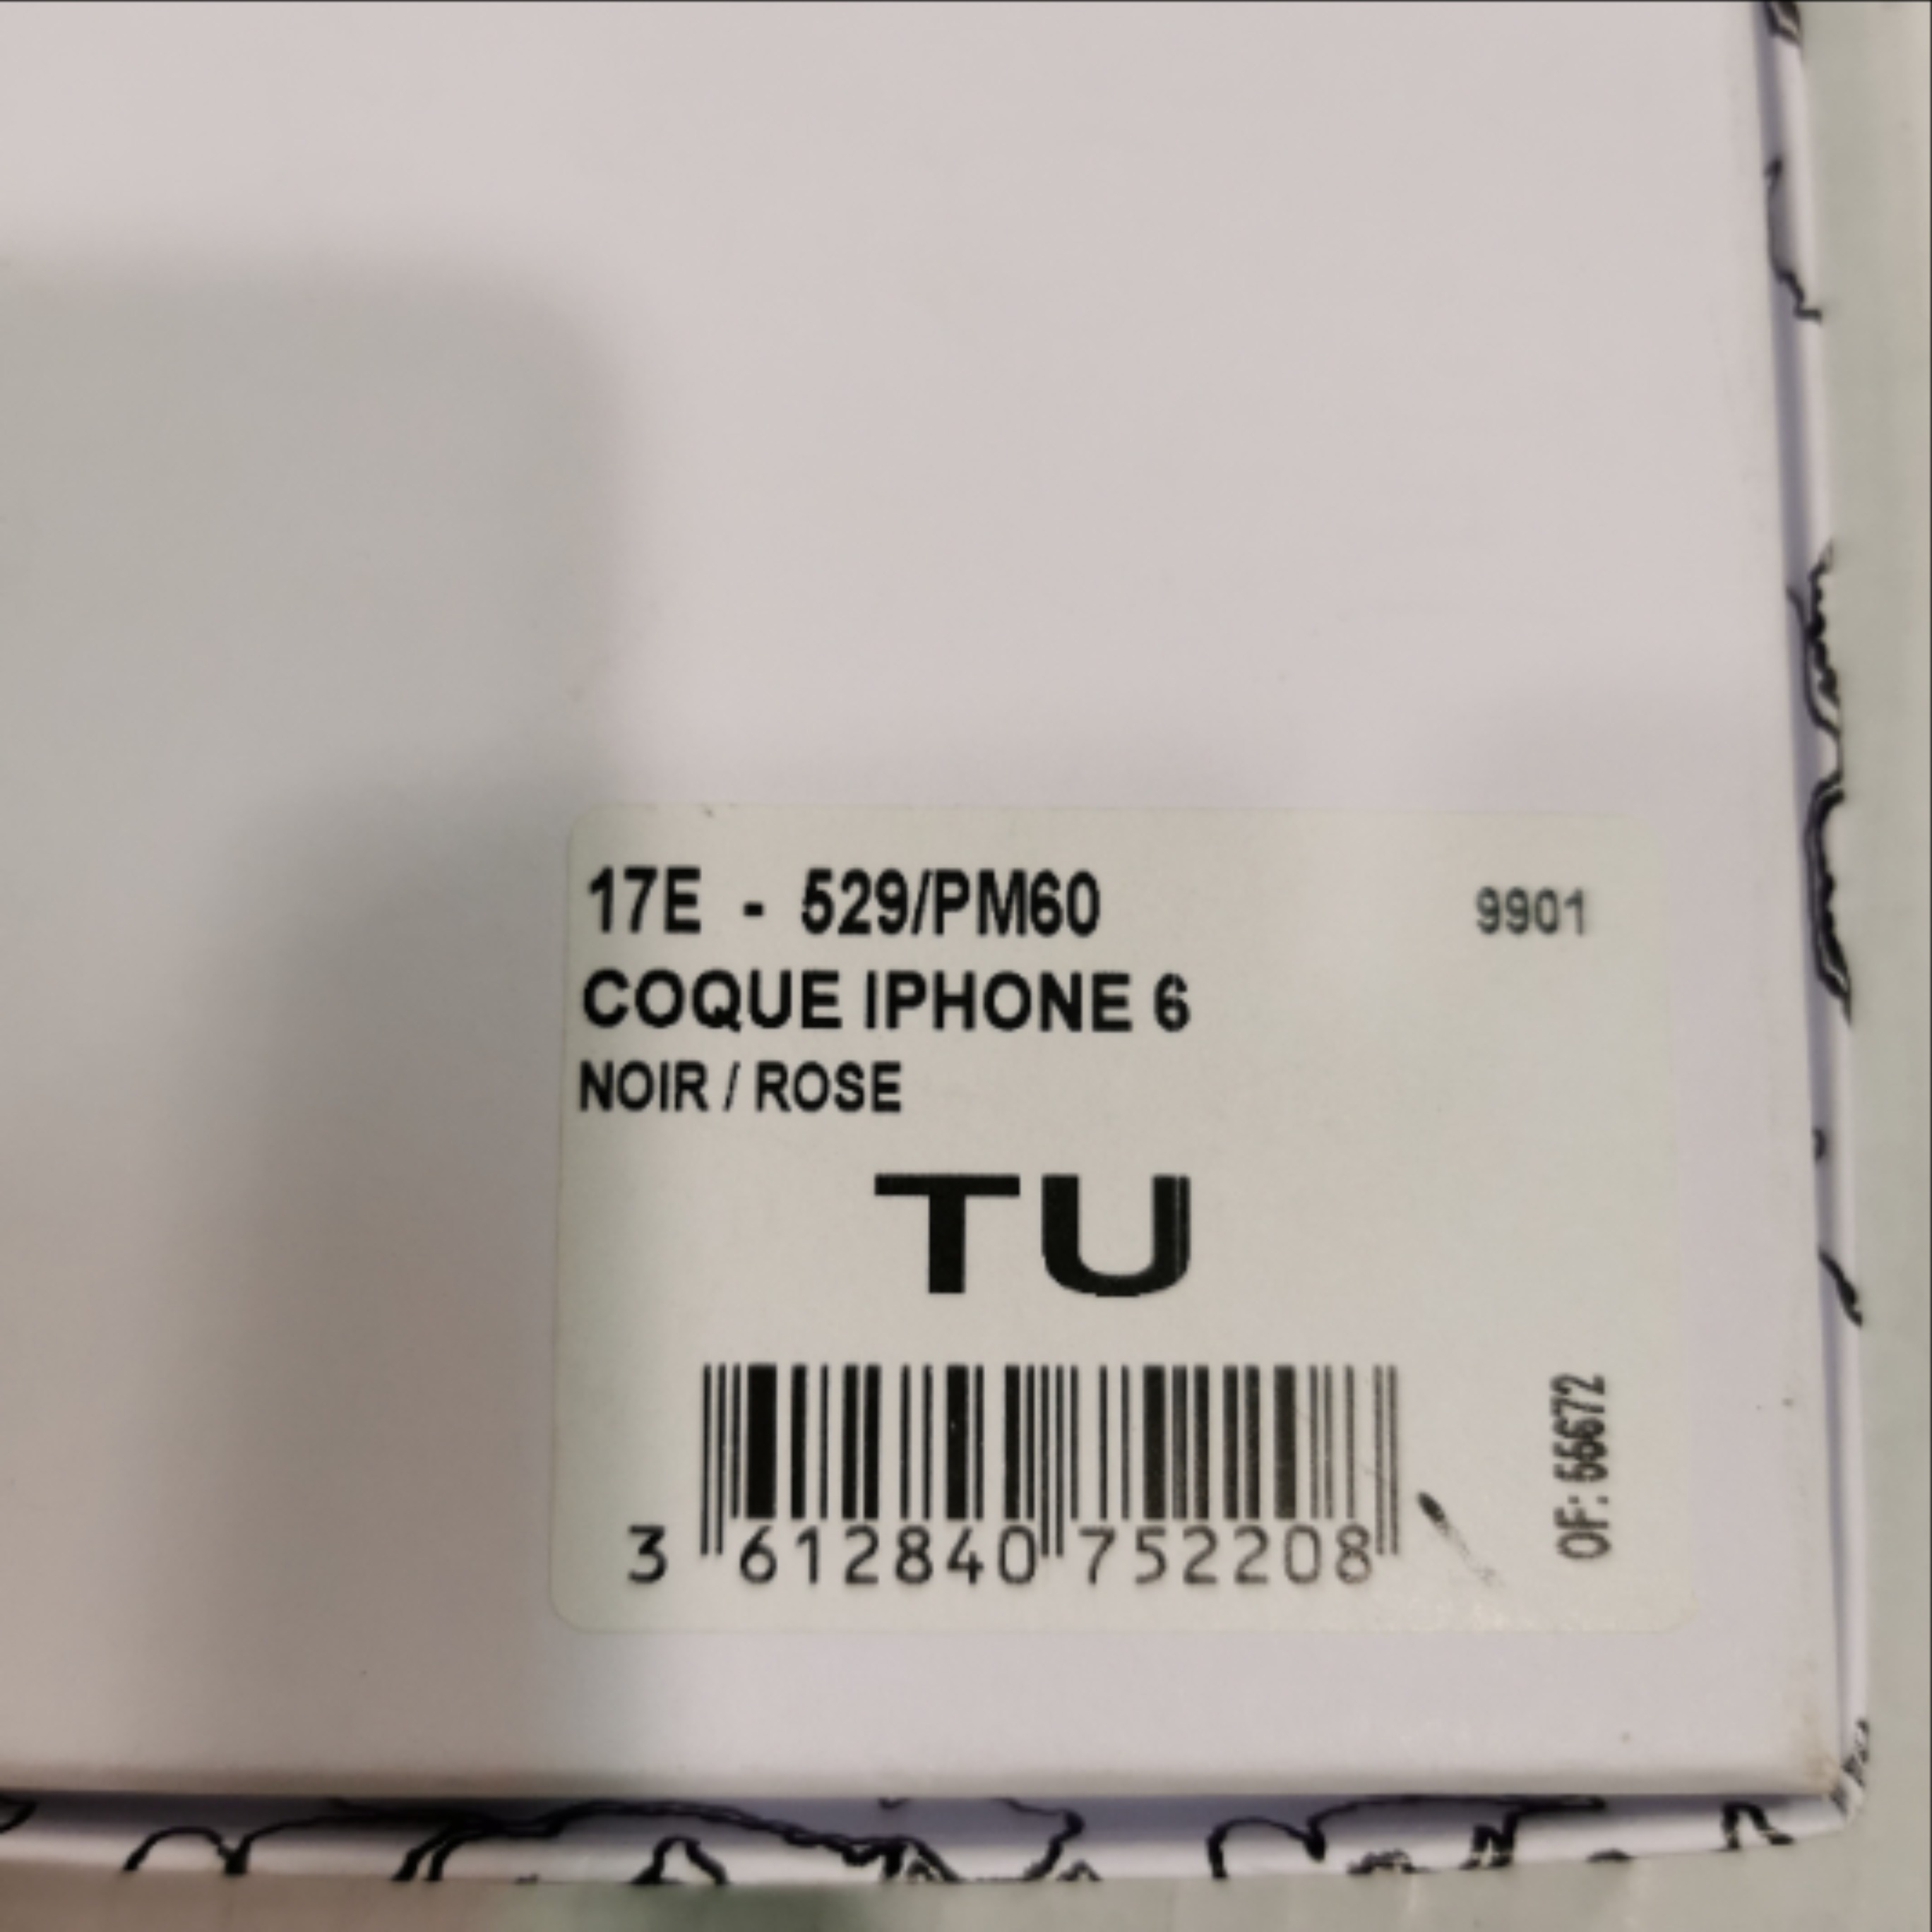 17E - 529/PM60 9901
COQUE IPHONE 6
NOIR / ROSE
TU
3 612840 752208
OF: 56672